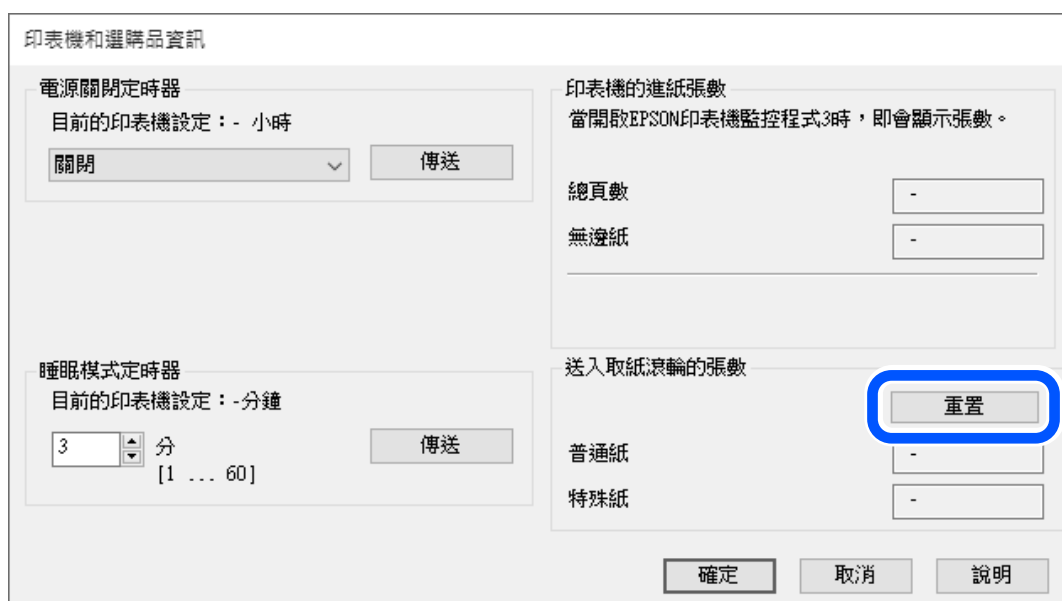 印表機和選購品資訊
電源關閉定時器
目前的印表機設定：- 小時
關閉
傳送
印表機的進紙張數
當開啟EPSON印表機監控程式3時，即會顯示張數。
總頁數
-
無邊紙
-
睡眠模式定時器
目前的印表機設定：-分鐘
3
分
[1 ... 60]
傳送
送入取紙滾輪的張數
重置
普通紙
-
特殊紙
-
確定
取消
說明